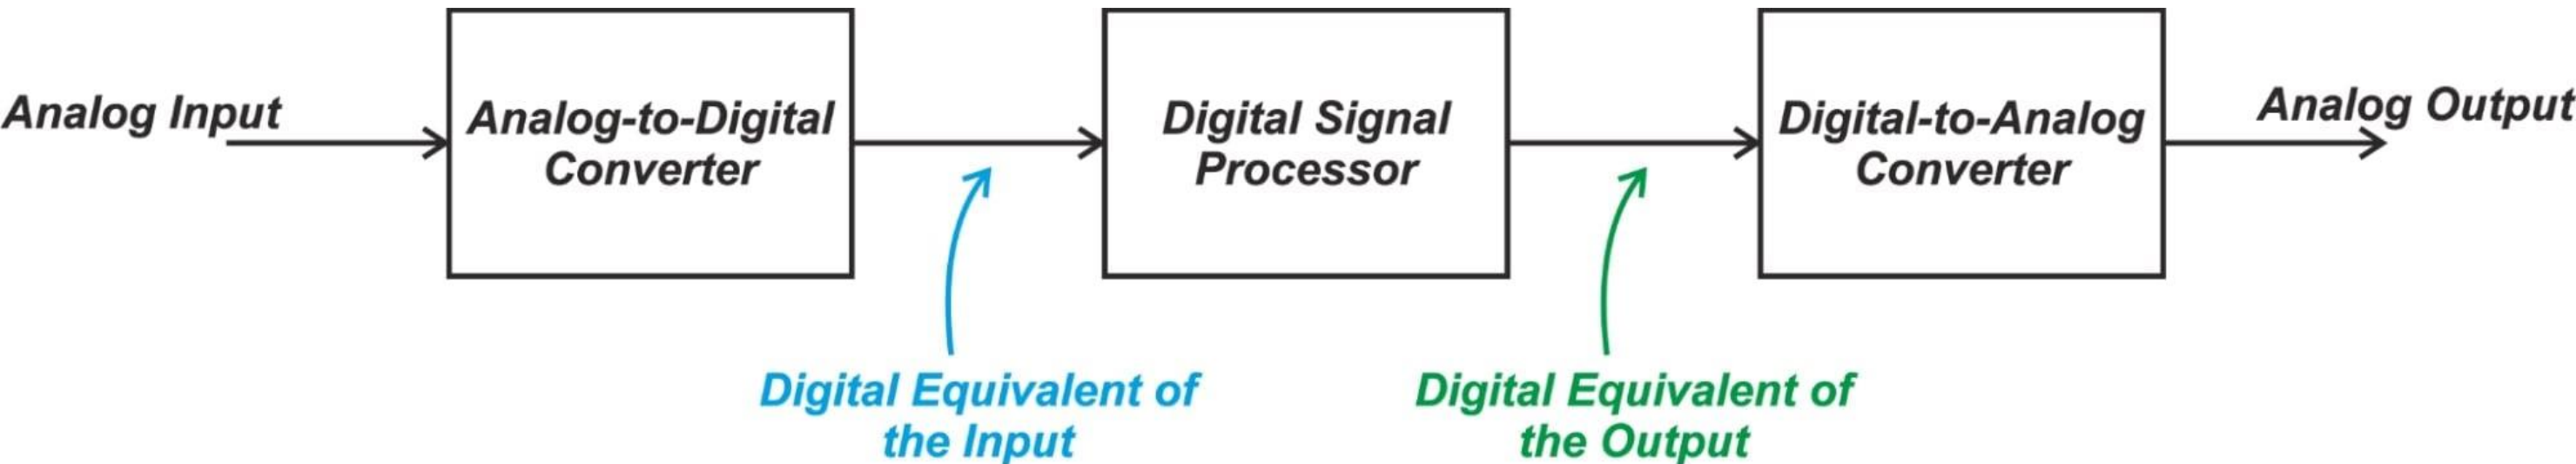 Analog Input
Analog-to-Digital
Converter
Digital Signal
Processor
Digital-to-Analog
Converter
Analog Output
Digital Equivalent of
the Input
Digital Equivalent of
the Output